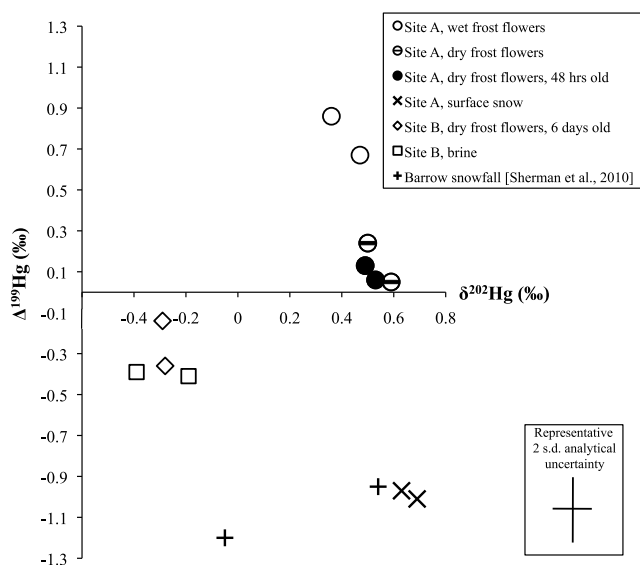 1.3
1.1
0.9
0.7
0.5
0.3
0.1
-0.1
-0.3
-0.5
-0.7
-0.9
-1.1
-1.3
Δ¹⁹⁹Hg (‰)
-0.4 -0.2 0 0.2 0.4 0.6 0.8
δ²⁰²Hg (‰)
Site A, wet frost flowers
Site A, dry frost flowers
Site A, dry frost flowers, 48 hrs old
Site A, surface snow
Site B, dry frost flowers, 6 days old
Site B, brine
Barrow snowfall [Sherman et al., 2010]
Representative
2 s.d. analytical
uncertainty